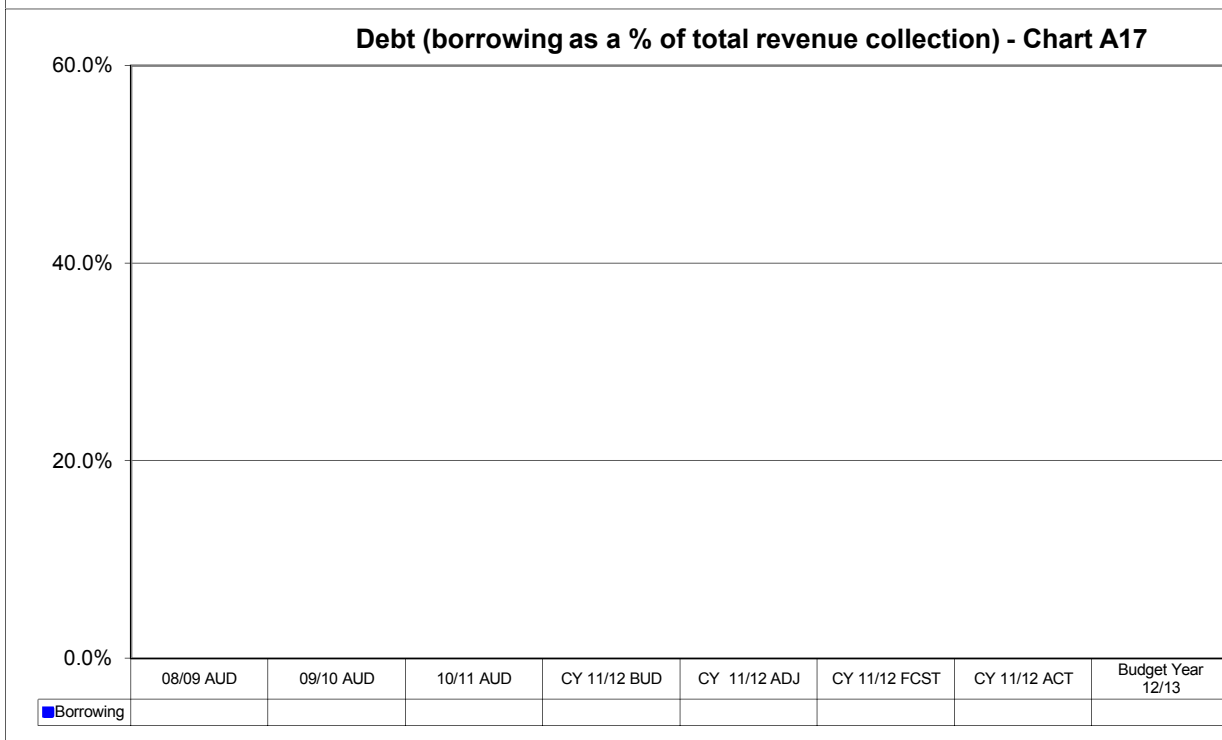 Debt (borrowing as a % of total revenue collection) - Chart A17
60.0%
40.0%
20.0%
0.0%
08/09 AUD 09/10 AUD 10/11 AUD CY 11/12 BUD CY 11/12 ADJ CY 11/12 FCST CY 11/12 ACT Budget Year
12/13
Borrowing